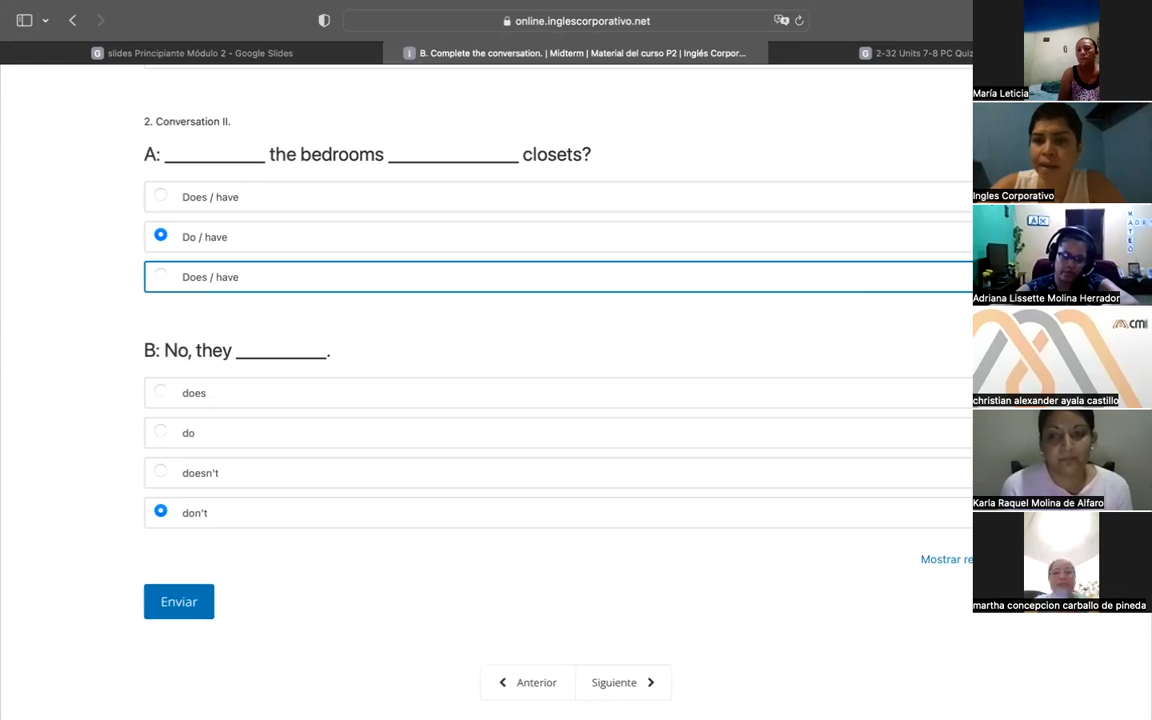 online.inglescorporativo.net
slides Principiante Módulo 2 - Google Slides
B. Complete the conversation. | Midterm | Material del curso P2 | Inglés Corpor...
2-32 Units 7-8 PC Quiz
2. Conversation II.
A: __________ the bedrooms _____________ closets?
Does / have
Do / have
Does / have
B: No, they _________.
does
do
doesn't
don't
Mostrar re
Enviar
Anterior
Siguiente
María Leticia
Ingles Corporativo
Adriana Lissette Molina Herrador
cmi
christian alexander ayala castillo
Karla Raquel Molina de Alfaro
martha concepcion carballo de pineda